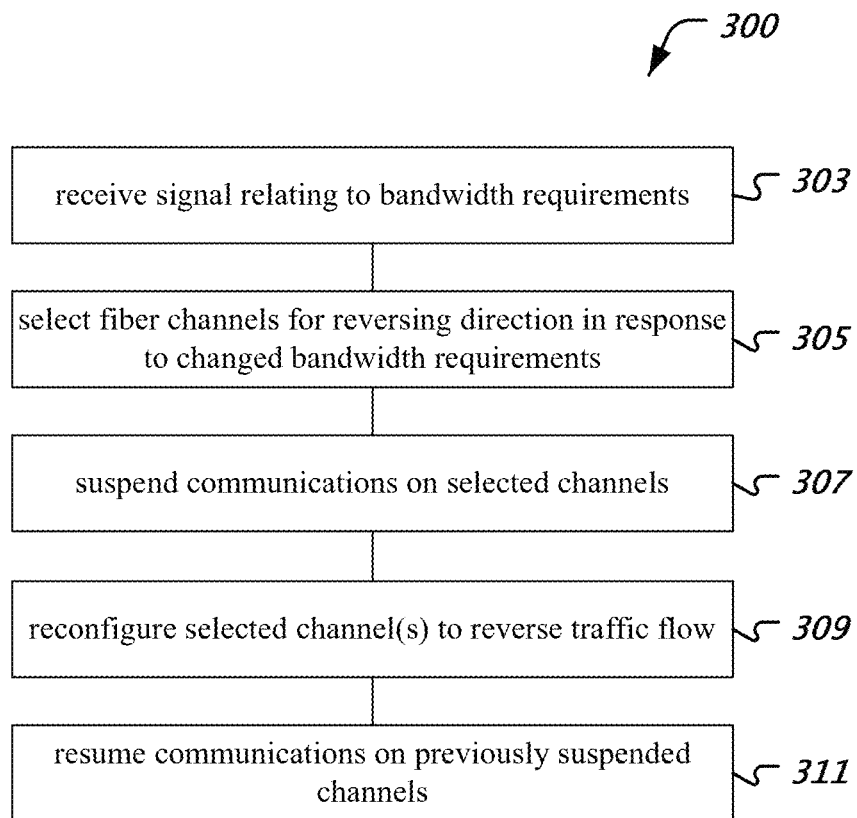 300
receive signal relating to bandwidth requirements
303
select fiber channels for reversing direction in response
to changed bandwidth requirements
305
suspend communications on selected channels
307
reconfigure selected channel(s) to reverse traffic flow
309
resume communications on previously suspended
channels
311